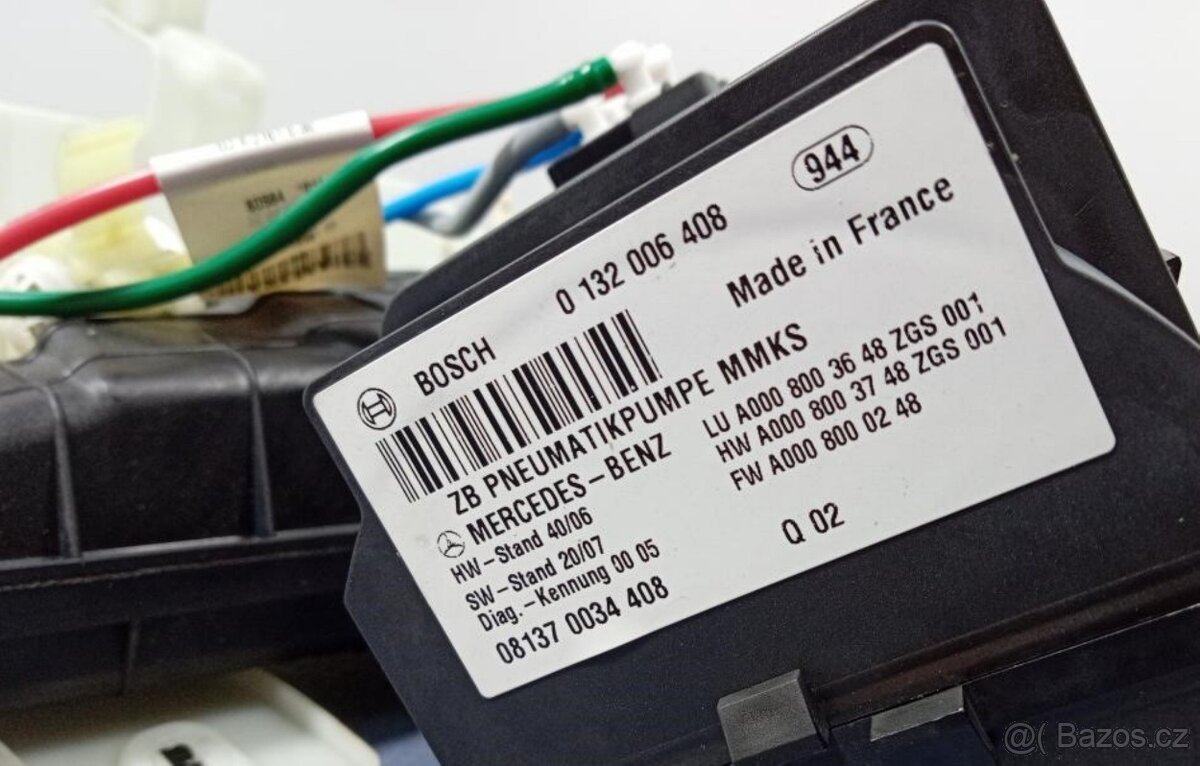 944
BOSCH 0 132 006 408
Made in France
ZB PNEUMATIKPUMPE MMKS
MERCEDES-BENZ
LU A000 800 36 48 ZGS 001
HW A000 800 37 48 ZGS 001
FW A000 800 02 48
HW-Stand 40/06
SW-Stand 20/07
Diag.-Kennung 00 05
08137 0034 408
Q 02
@( Bazos.cz